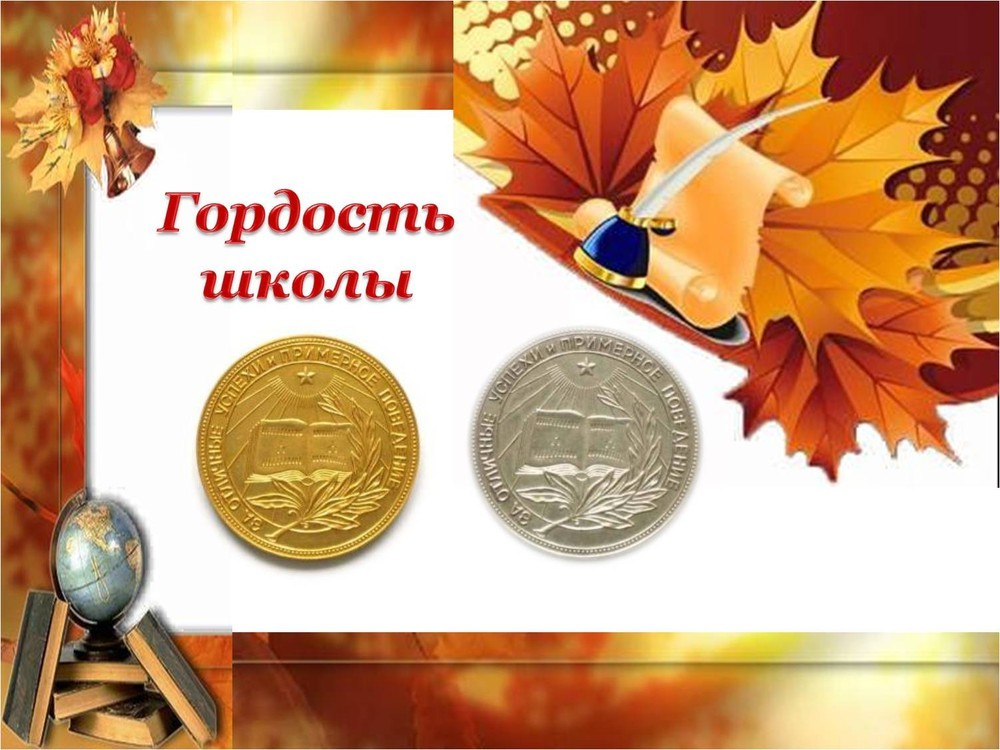 Гордость
школы
ЗА ОТЛИЧНЫЕ УСПЕХИ и ПРИМЕРНОЕ ПОВЕДЕНИЕ
ЗА ОТЛИЧНЫЕ УСПЕХИ и ПРИМЕРНОЕ ПОВЕДЕНИЕ